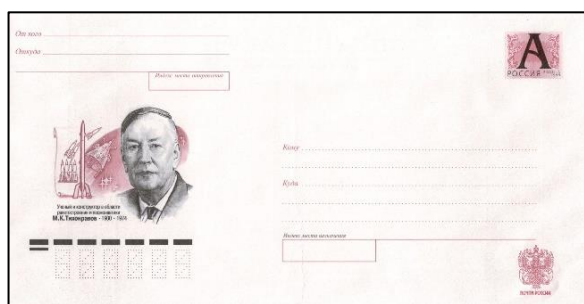 От кого
Откуда
Индекс места отправления
А
РОССИЯ
Ученый и конструктор в области
ракетостроения и космонавтики
М.К.Тихонравов • 1900 - 1974
Кому
Куда
Индекс места назначения
ПОЧТА РОССИИ